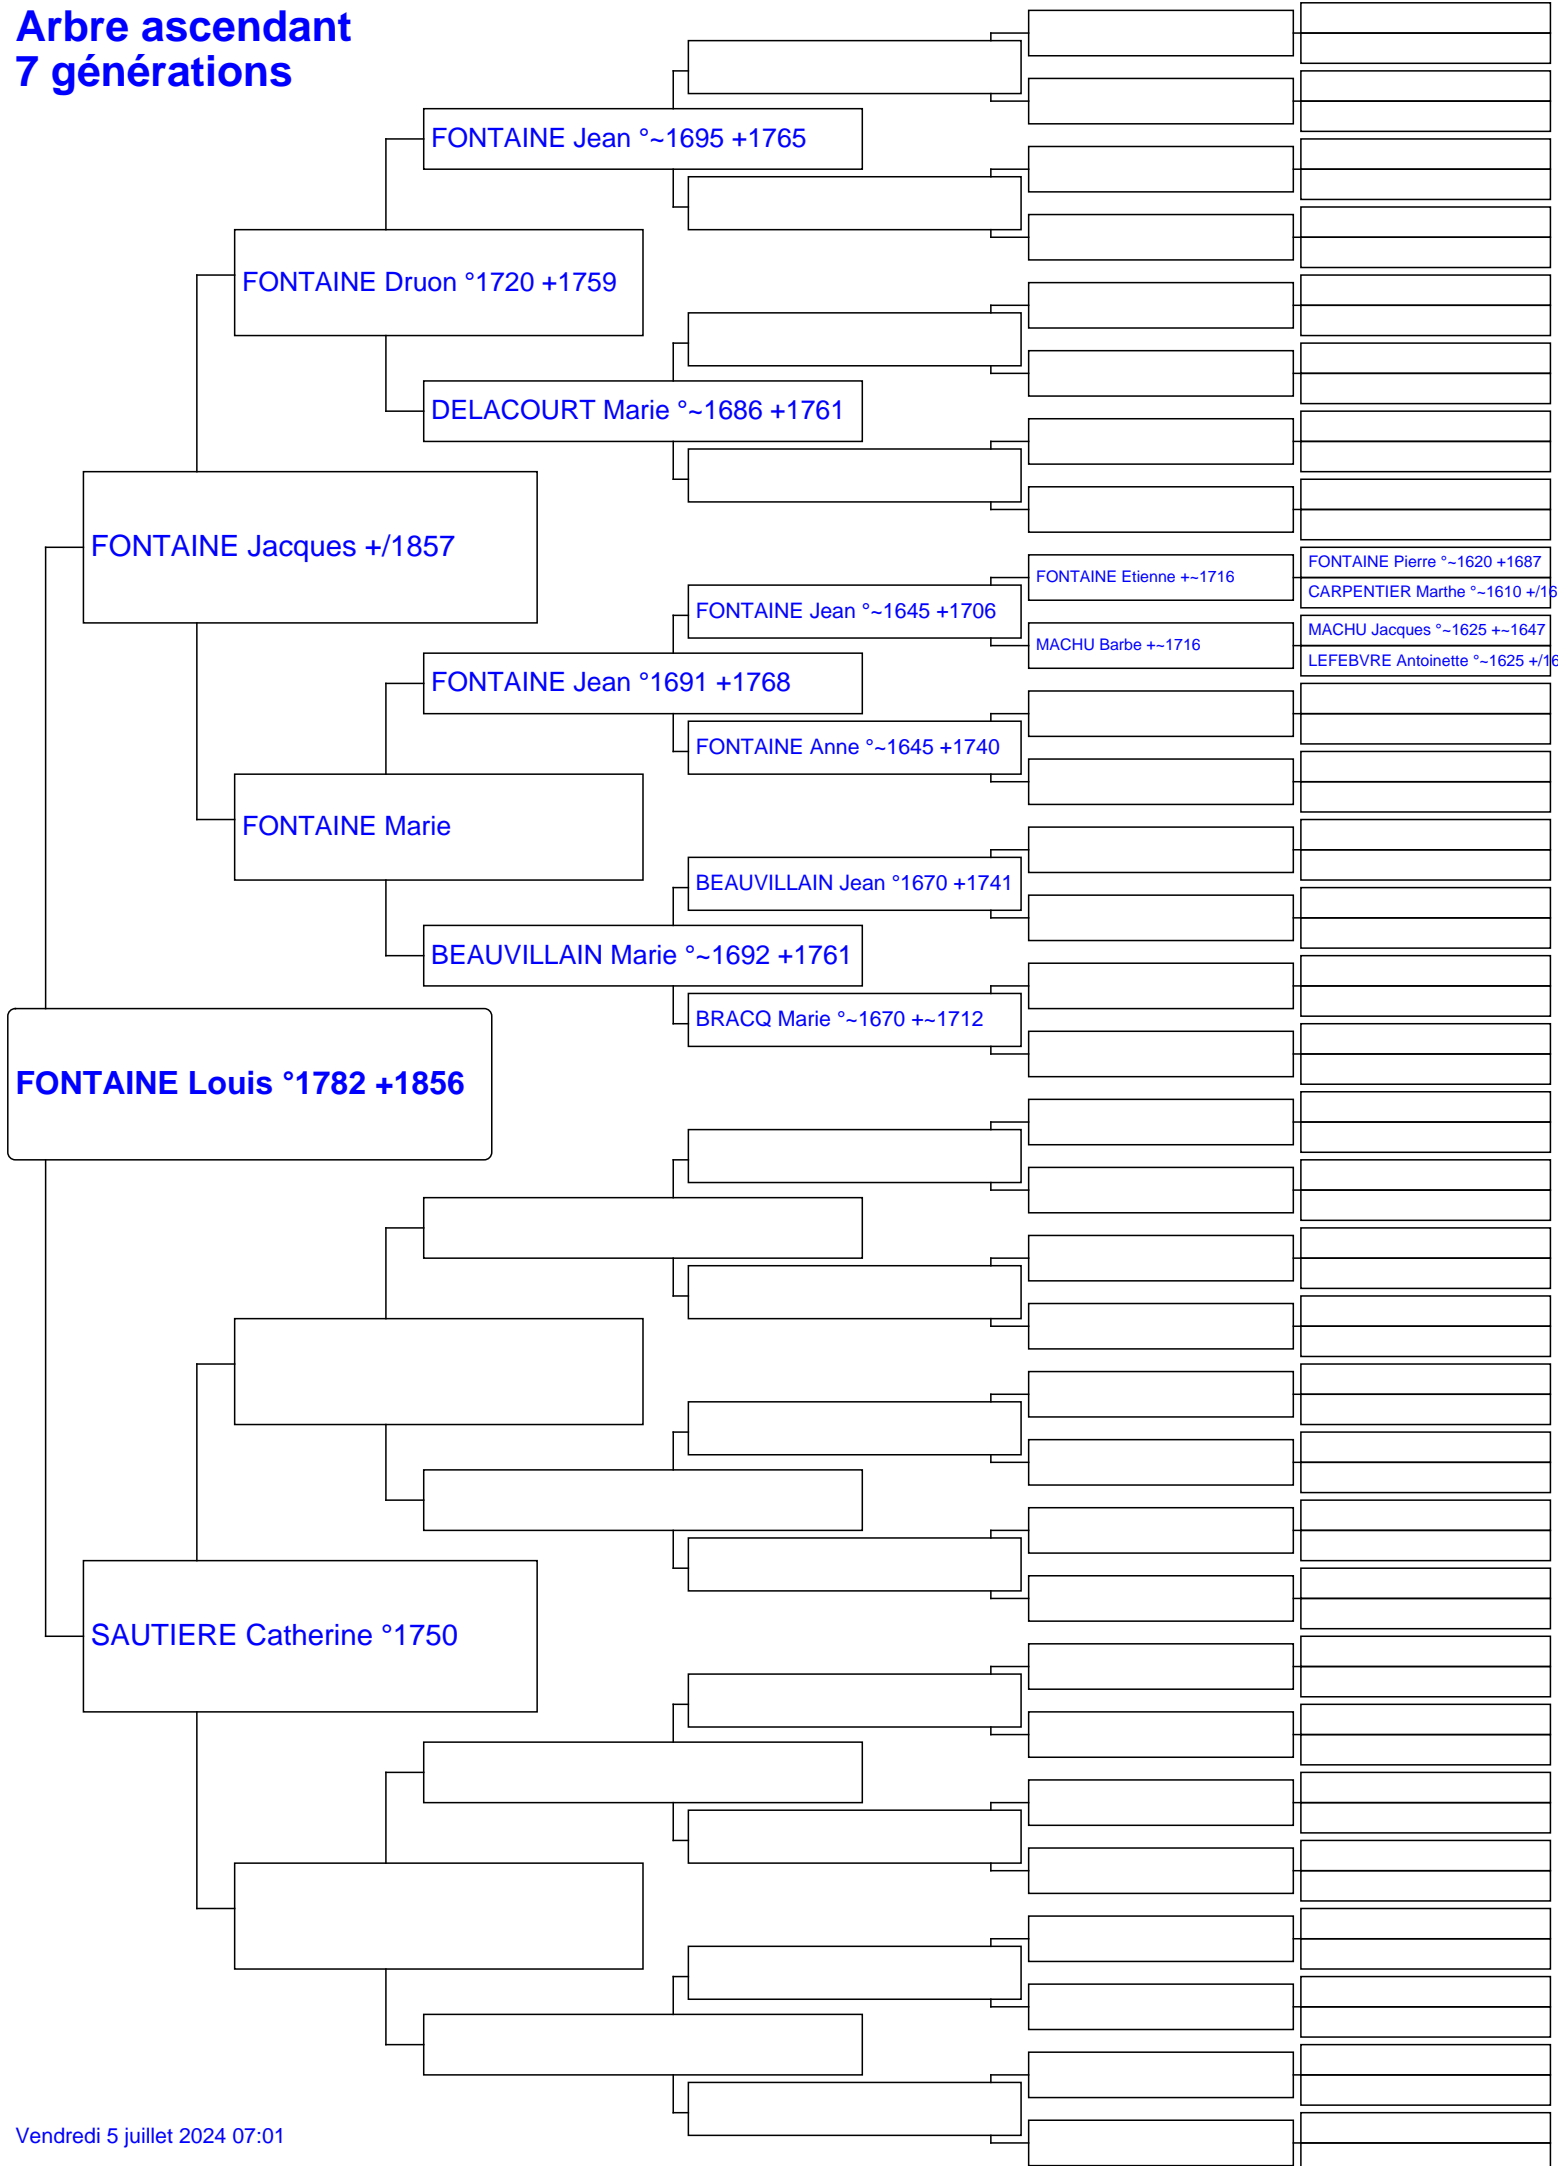 Arbre ascendant
7 générations
FONTAINE Jean °~1695 +1765
FONTAINE Druon °1720 +1759
DELACOURT Marie °~1686 +1761
FONTAINE Jacques +/1857
FONTAINE Pierre °~1620 +1687
FONTAINE Etienne +~1716
CARPENTIER Marthe °~1610 +/16
FONTAINE Jean °~1645 +1706
MACHU Jacques °~1625 +~1647
MACHU Barbe +~1716
LEFEBVRE Antoinette °~1625 +/16
FONTAINE Jean °1691 +1768
FONTAINE Anne °~1645 +1740
FONTAINE Marie
BEAUVILLAIN Jean °1670 +1741
BEAUVILLAIN Marie °~1692 +1761
BRACQ Marie °~1670 +~1712
FONTAINE Louis °1782 +1856
SAUTIERE Catherine °1750
Vendredi 5 juillet 2024 07:01